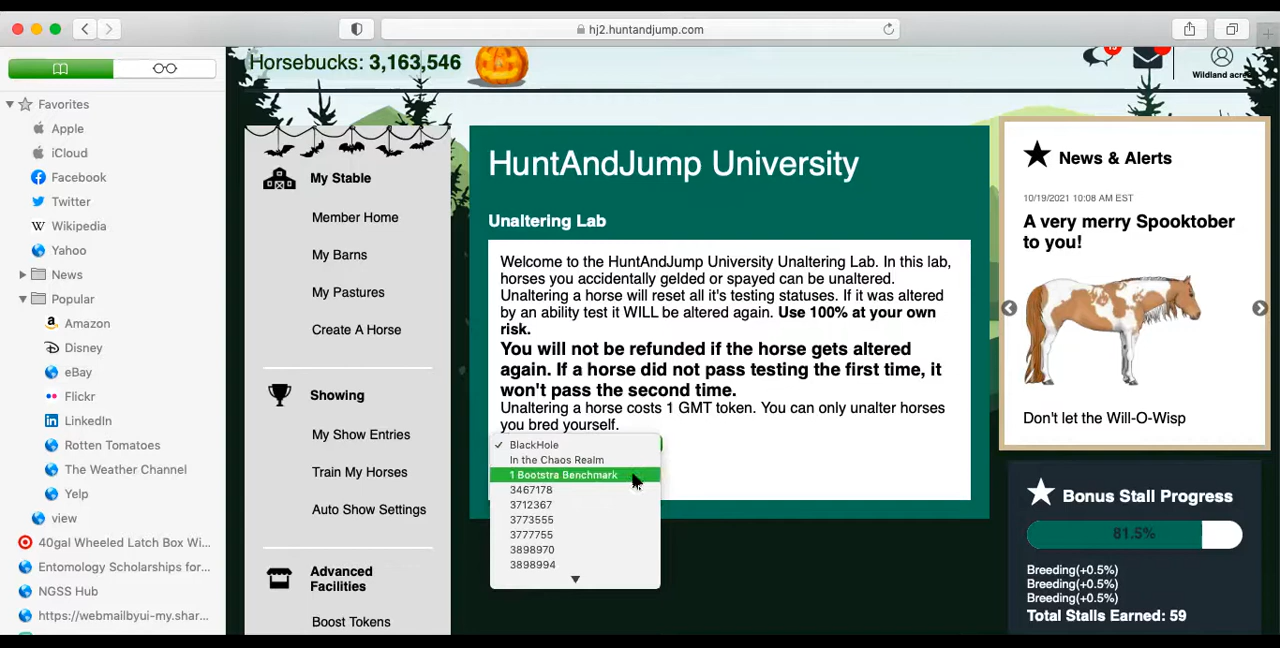 hj2.huntandjump.com
Favorites
Apple
iCloud
Facebook
Twitter
Wikipedia
Yahoo
News
Popular
Amazon
Disney
eBay
Flickr
LinkedIn
Rotten Tomatoes
The Weather Channel
Yelp
view
40gal Wheeled Latch Box Wi...
Entomology Scholarships for...
NGSS Hub
https://webmailbyui-my.shar...
Horsebucks: 3,163,546
My Stable
Member Home
My Barns
My Pastures
Create A Horse
Showing
My Show Entries
Train My Horses
Auto Show Settings
Advanced
Facilities
Boost Tokens
HuntAndJump University
Unaltering Lab
Welcome to the HuntAndJump University Unaltering Lab. In this lab,
horses you accidentally gelded or spayed can be unaltered.
Unaltering a horse will reset all it's testing statuses. If it was altered
by an ability test it WILL be altered again. Use 100% at your own
risk.
You will not be refunded if the horse gets altered
again. If a horse did not pass testing the first time, it
won't pass the second time.
Unaltering a horse costs 1 GMT token. You can only unalter horses
you bred yourself.
BlackHole
In the Chaos Realm
1 Bootstra Benchmark
3467178
3712367
3773555
3777755
3898970
3898994
News & Alerts
10/19/2021 10:08 AM EST
A very merry Spooktober
to you!
Don't let the Will-O-Wisp
Bonus Stall Progress
81.5%
Breeding(+0.5%)
Breeding(+0.5%)
Breeding(+0.5%)
Total Stalls Earned: 59